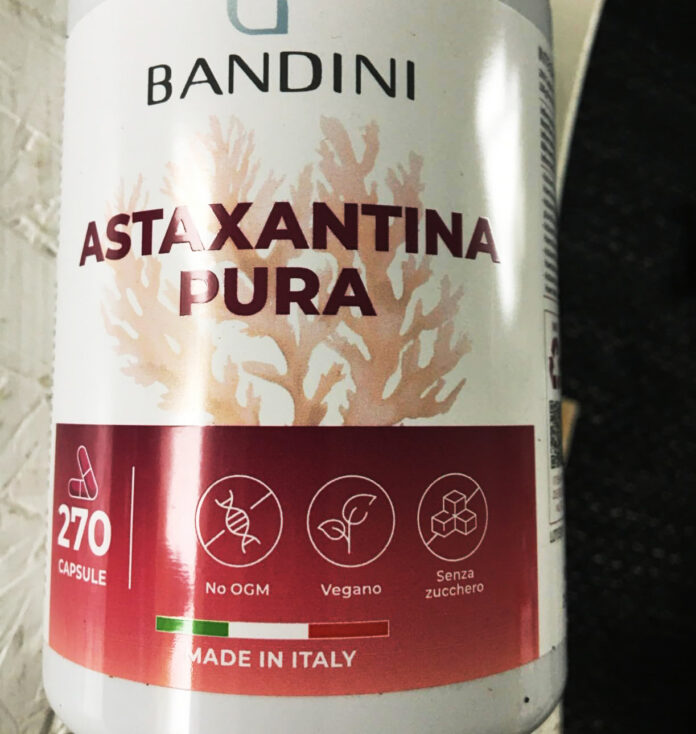 BANDINI
ASTAXANTINA
PURA
270
CAPSULE
No OGM
Vegano
Senza
zucchero
MADE IN ITALY